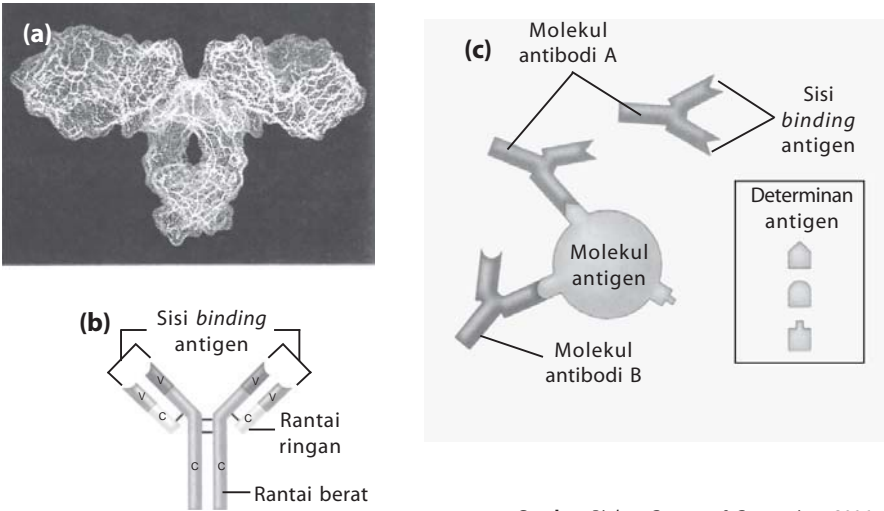 (a)
(b)
Sisi binding
antigen
V
V
V
V
C
C
C
C
Rantai
ringan
Rantai berat
(c)
Molekul
antibodi A
Sisi
binding
antigen
Determinan
antigen
Molekul
antigen
Molekul
antibodi B